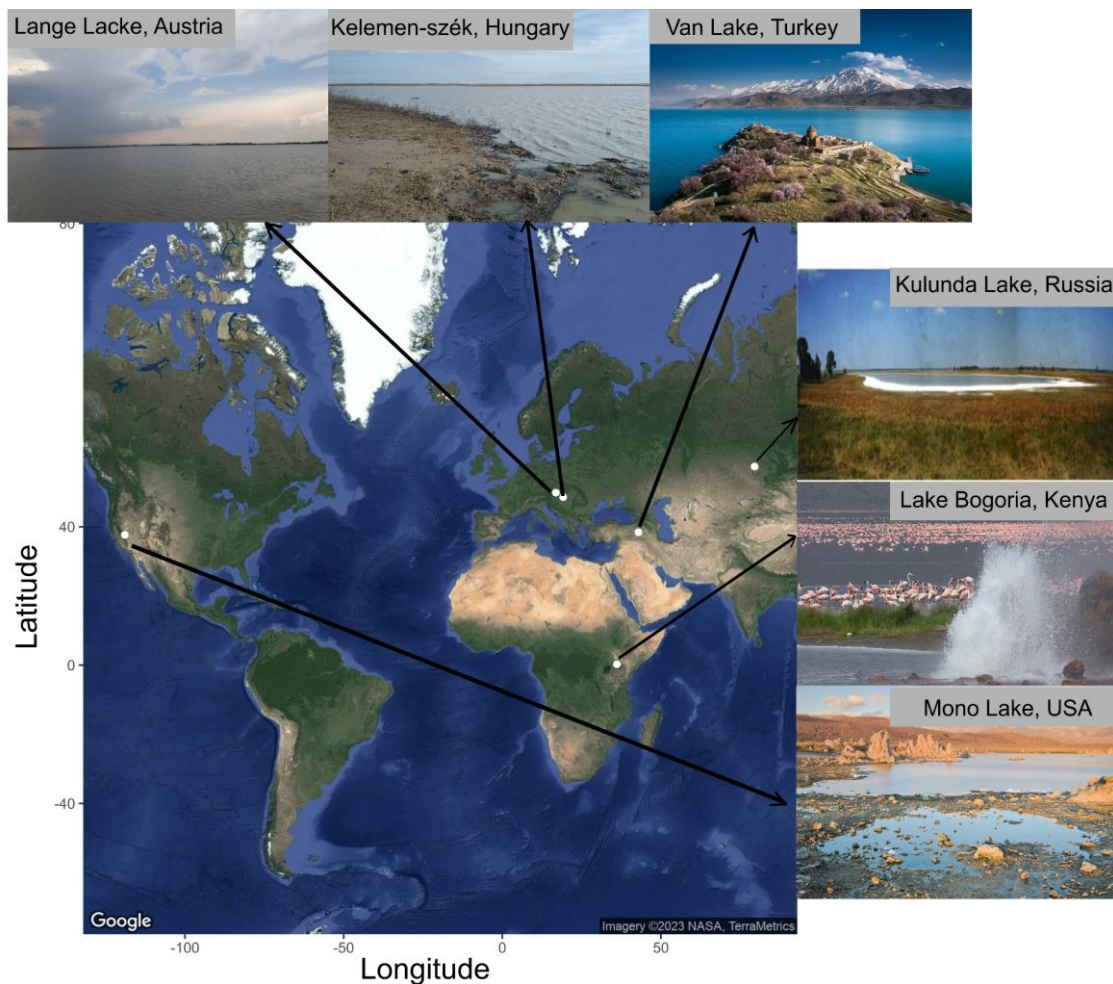 Lange Lacke, Austria
Kelemen-szék, Hungary
Van Lake, Turkey
80
Kulunda Lake, Russia
Lake Bogoria, Kenya
40
Latitude
0
Mono Lake, USA
-40
Google
Imagery ©2023 NASA, TerraMetrics
-100
-50
0
50
Longitude